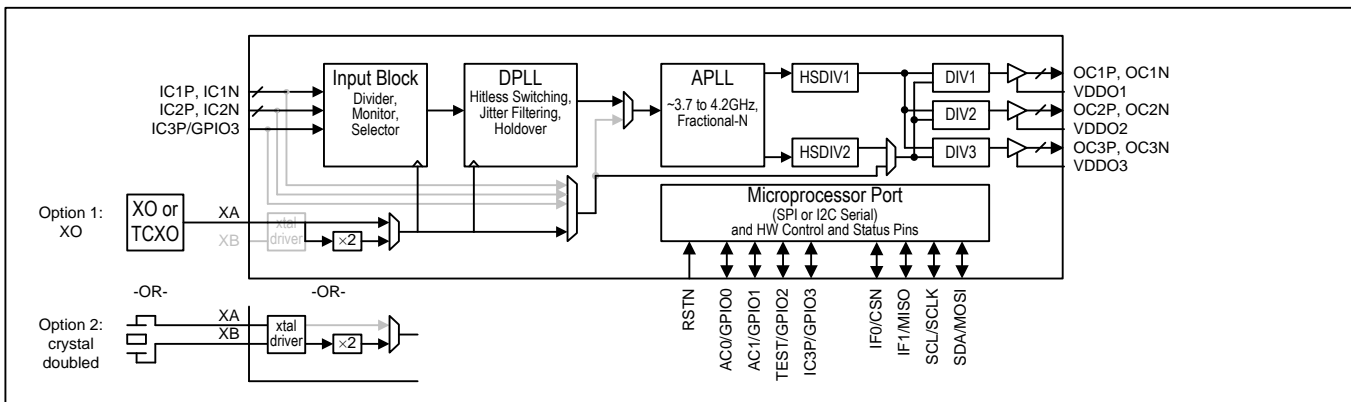 IC1P, IC1N
IC2P, IC2N
IC3P/GPIO3
Input Block
Divider,
Monitor,
Selector
DPLL
Hitless Switching,
Jitter Filtering,
Holdover
APLL
~3.7 to 4.2GHz,
Fractional-N
HSDIV1
HSDIV2
DIV1
DIV2
DIV3
OC1P, OC1N
VDDO1
OC2P, OC2N
VDDO2
OC3P, OC3N
VDDO3
Option 1:
XO
XO or
TCXO
XA
XB
xtal
driver
×2
Microprocessor Port
(SPI or I2C Serial)
and HW Control and Status Pins
RSTN
AC0/GPIO0
AC1/GPIO1
TEST/GPIO2
IC3P/GPIO3
IF0/CSN
IF1/MISO
SCL/SCLK
SDA/MOSI
-OR-
-OR-
Option 2:
crystal
doubled
XA
XB
xtal
driver
×2